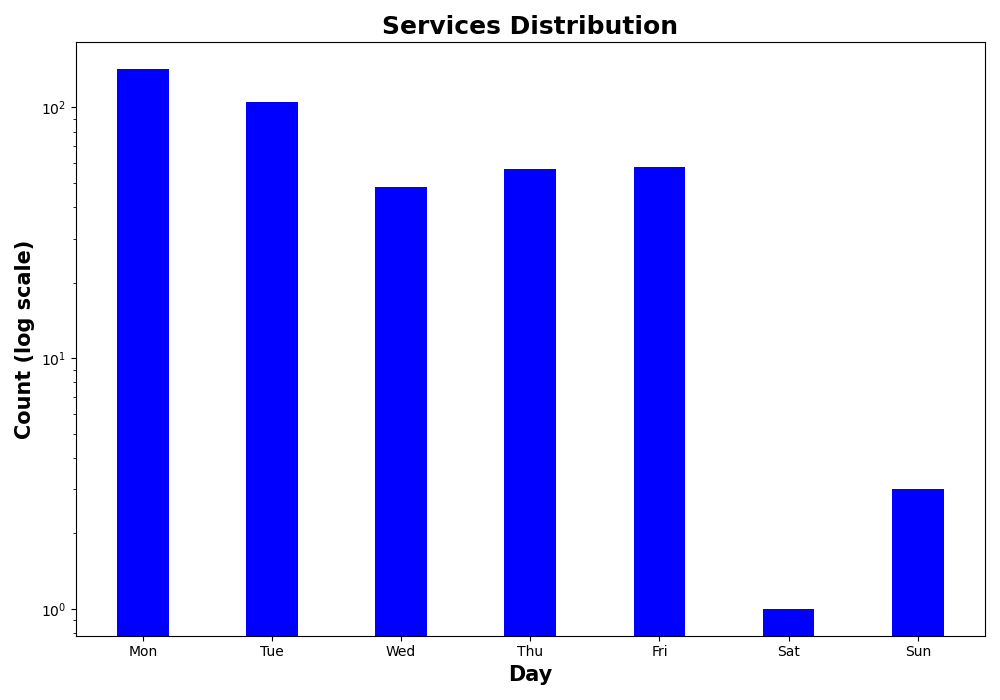 Services Distribution
Count (log scale)
10²
10¹
10⁰
Mon Tue Wed Thu Fri Sat Sun
Day